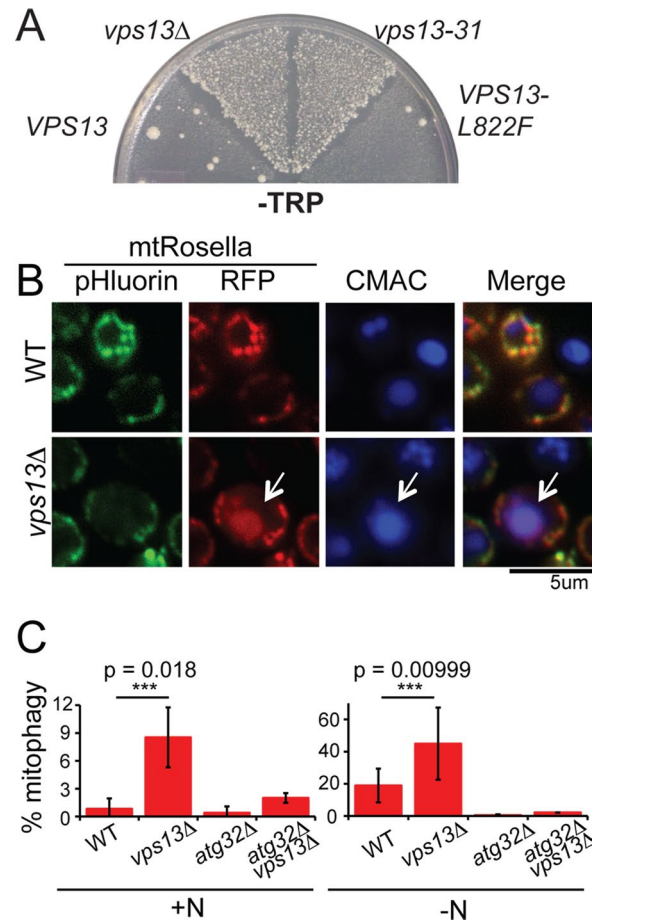 A
vps13Δ
vps13-31
VPS13
VPS13-
L822F
-TRP
mtRosella
B
pHluorin
RFP
CMAC
Merge
WT
vps13Δ
5um
C
p = 0.018
***
p = 0.00999
***
% mitophagy
12
9
6
3
0
60
40
20
0
WT
vps13Δ
atg32Δ
atg32Δ
vps13Δ
WT
vps13Δ
atg32Δ
atg32Δ
vps13Δ
+N
-N